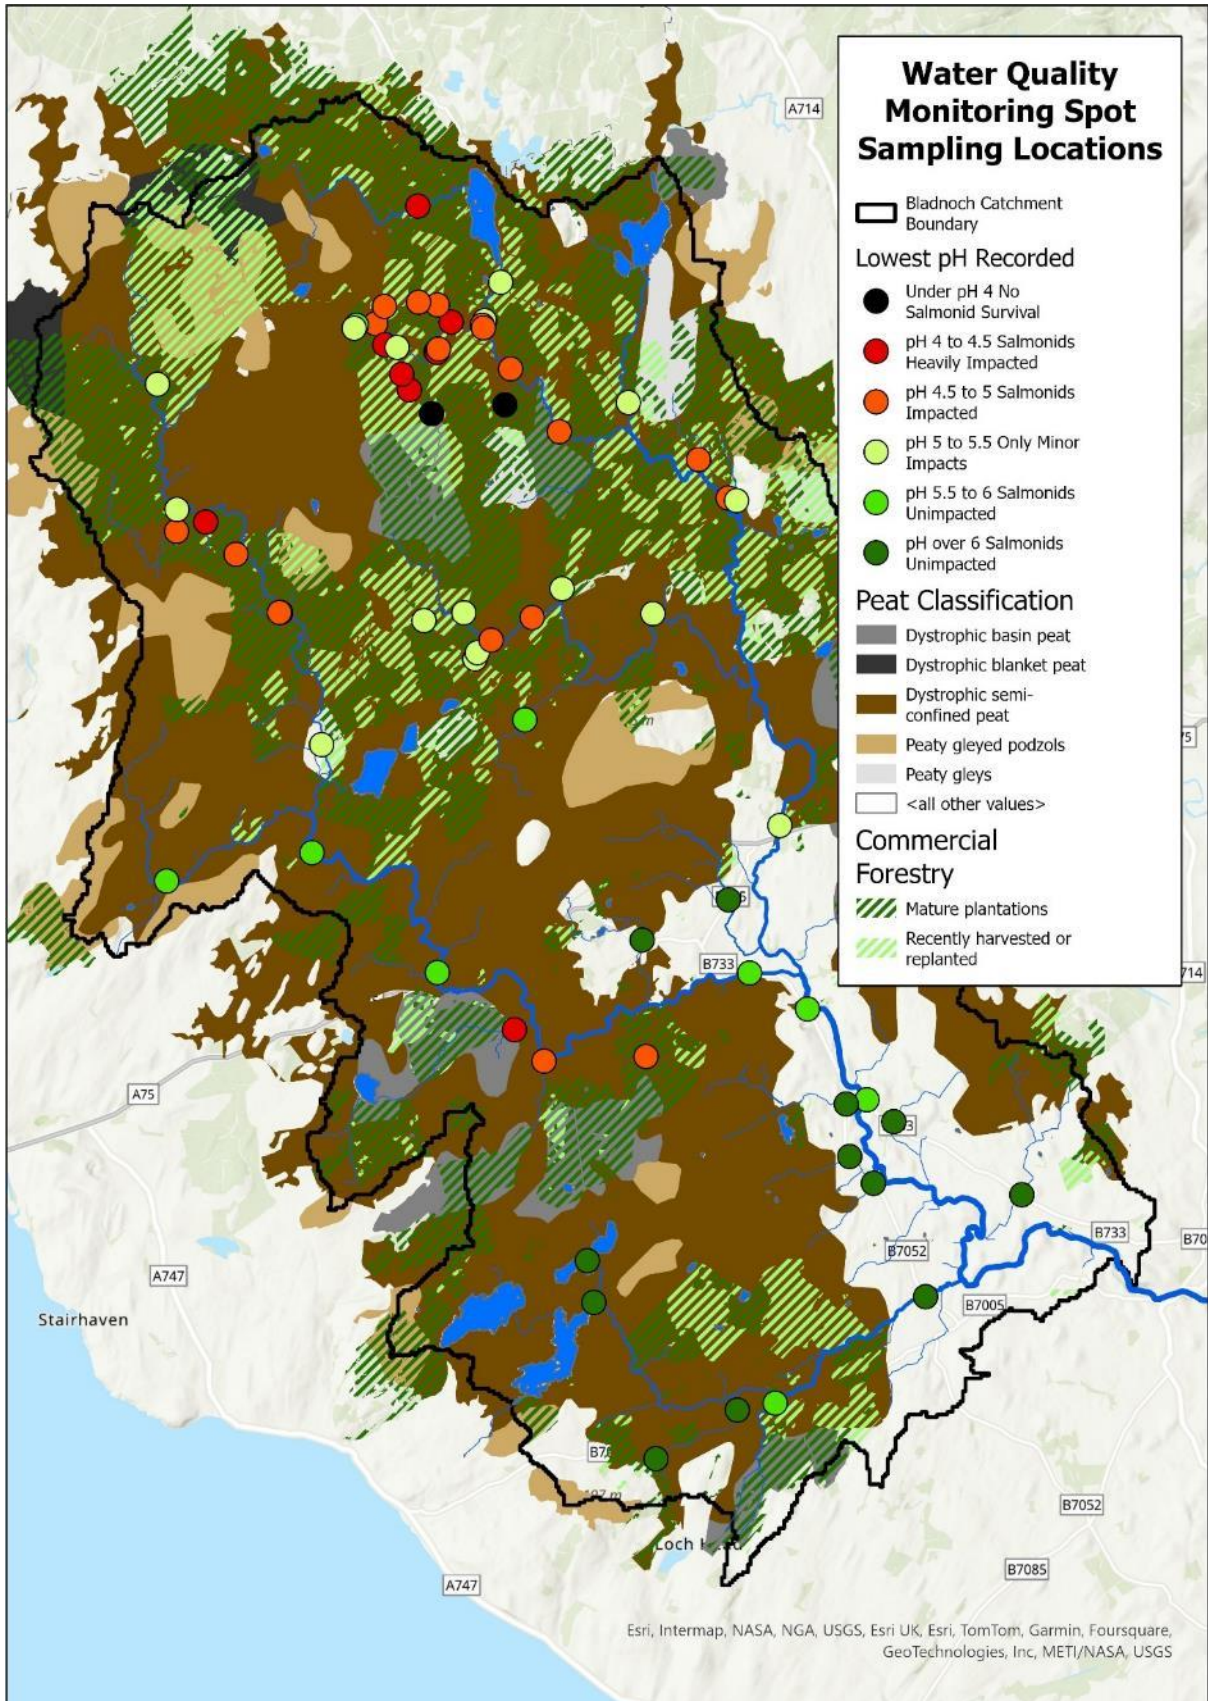 Water Quality
Monitoring Spot
Sampling Locations
Bladnoch Catchment
Boundary
Lowest pH Recorded
Under pH 4 No
Salmonid Survival
pH 4 to 4.5 Salmonids
Heavily Impacted
pH 4.5 to 5 Salmonids
Impacted
pH 5 to 5.5 Only Minor
Impacts
pH 5.5 to 6 Salmonids
Unimpacted
pH over 6 Salmonids
Unimpacted
Peat Classification
Dystrophic basin peat
Dystrophic blanket peat
Dystrophic semi-
confined peat
Peaty gleyed podzols
Peaty gleys
<all other values>
Commercial
Forestry
Mature plantations
Recently harvested or
replanted
A714
B733
A75
B733
B7052
A747
B7005
Stairhaven
B7052
B7085
A747
Esri, Intermap, NASA, NGA, USGS, Esri UK, Esri, TomTom, Garmin, Foursquare,
GeoTechnologies, Inc, METI/NASA, USGS